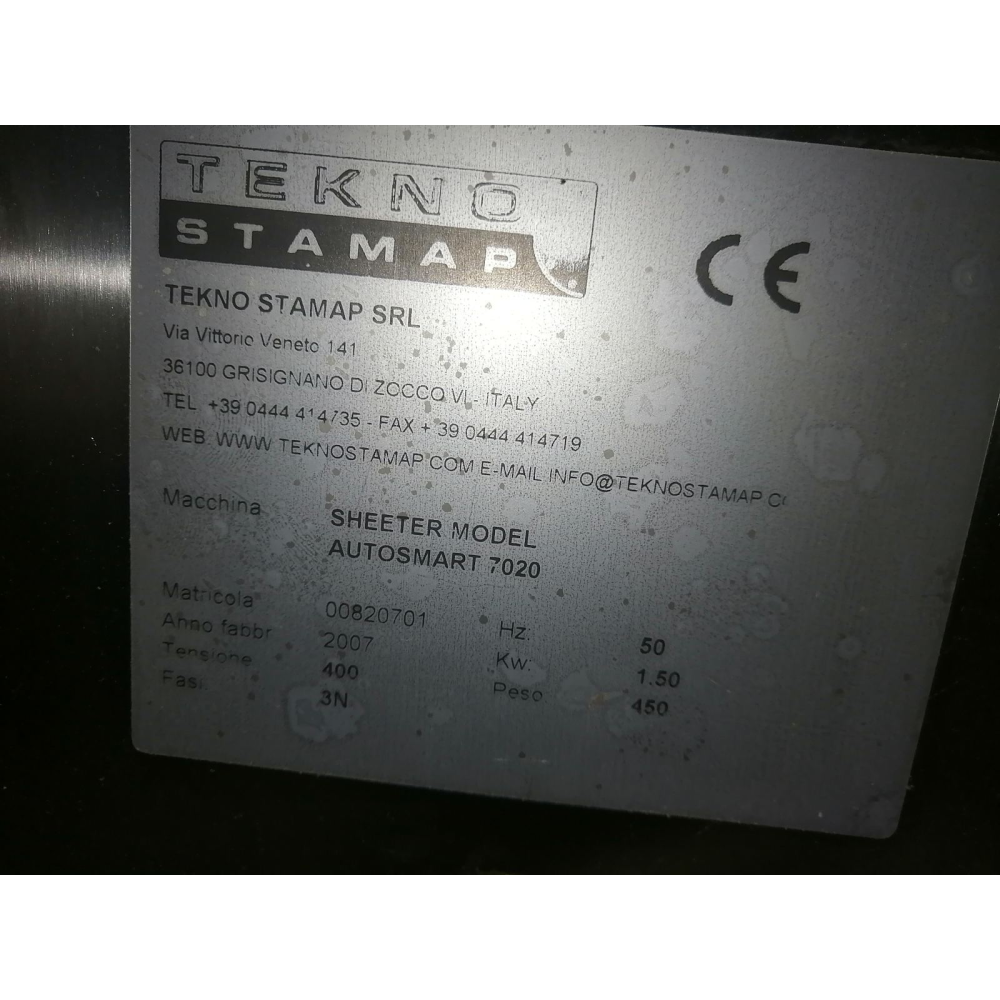 TEKNO
STAMAP
CE
TEKNO STAMAP SRL
Via Vittorio Veneto 141
36100 GRISIGNANO DI ZOCCO VI - ITALY
TEL +39 0444 414735 - FAX + 39 0444 414719
WEB: WWW TEKNOSTAMAP COM E-MAIL INFO@TEKNOSTAMAP C
Macchina SHEETER MODEL
AUTOSMART 7020
Matricola 00820701 Hz: 50
Anno fabbr 2007 Kw: 1.50
Tensione 400 Peso 450
Fasi 3N